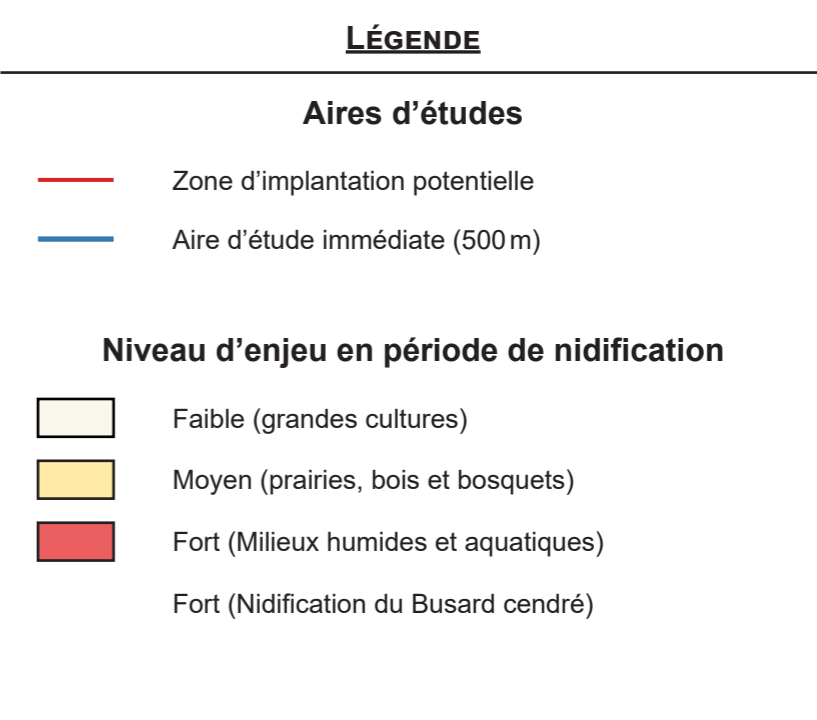 LÉGENDE
Aires d’études
Zone d’implantation potentielle
Aire d’étude immédiate (500 m)
Niveau d’enjeu en période de nidification
Faible (grandes cultures)
Moyen (prairies, bois et bosquets)
Fort (Milieux humides et aquatiques)
Fort (Nidification du Busard cendré)